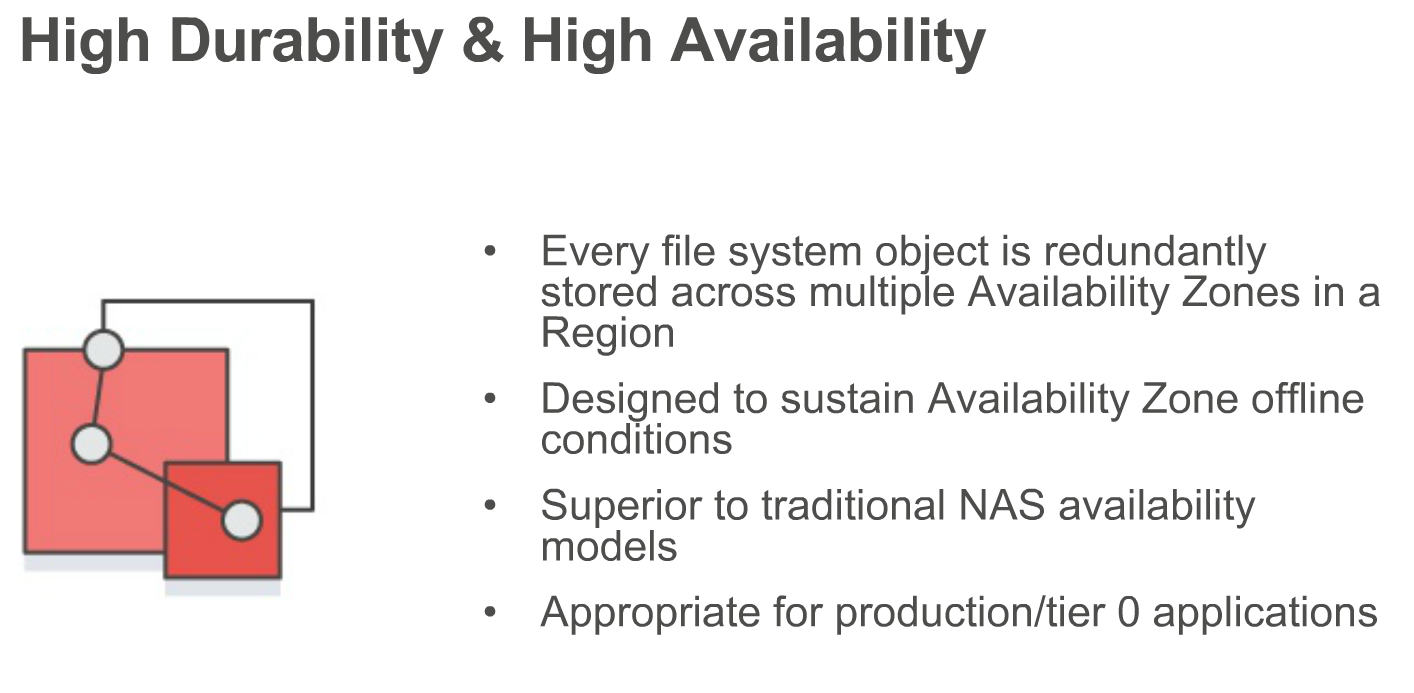 High Durability & High Availability
• Every file system object is redundantly
stored across multiple Availability Zones in a
Region
• Designed to sustain Availability Zone offline
conditions
• Superior to traditional NAS availability
models
• Appropriate for production/tier 0 applications